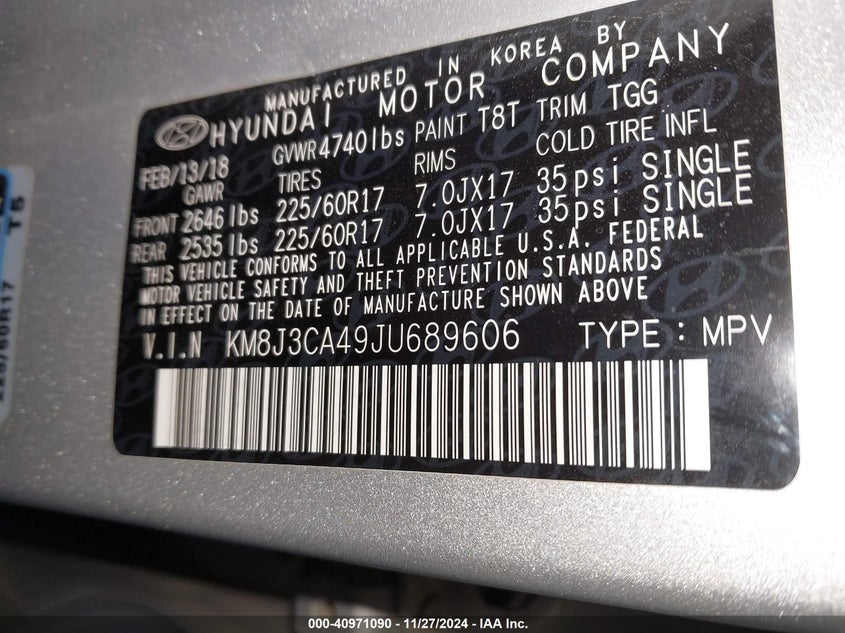 MANUFACTURED IN KOREA BY
HYUNDAI MOTOR COMPANY
FEB/13/18 GVWR 4740lbs PAINT T8T TRIM TGG
GAWR TIRES RIMS COLD TIRE INFL
FRONT 2646lbs 225/60R17 7.0JX17 35psi SINGLE
REAR 2535lbs 225/60R17 7.0JX17 35psi SINGLE
THIS VEHICLE CONFORMS TO ALL APPLICABLE U.S.A. FEDERAL
MOTOR VEHICLE SAFETY AND THEFT PREVENTION STANDARDS
IN EFFECT ON THE DATE OF MANUFACTURE SHOWN ABOVE
V.I.N KM8J3CA49JU689606 TYPE : MPV
225/60R17
000-40971090 - 11/27/2024 - IAA Inc.